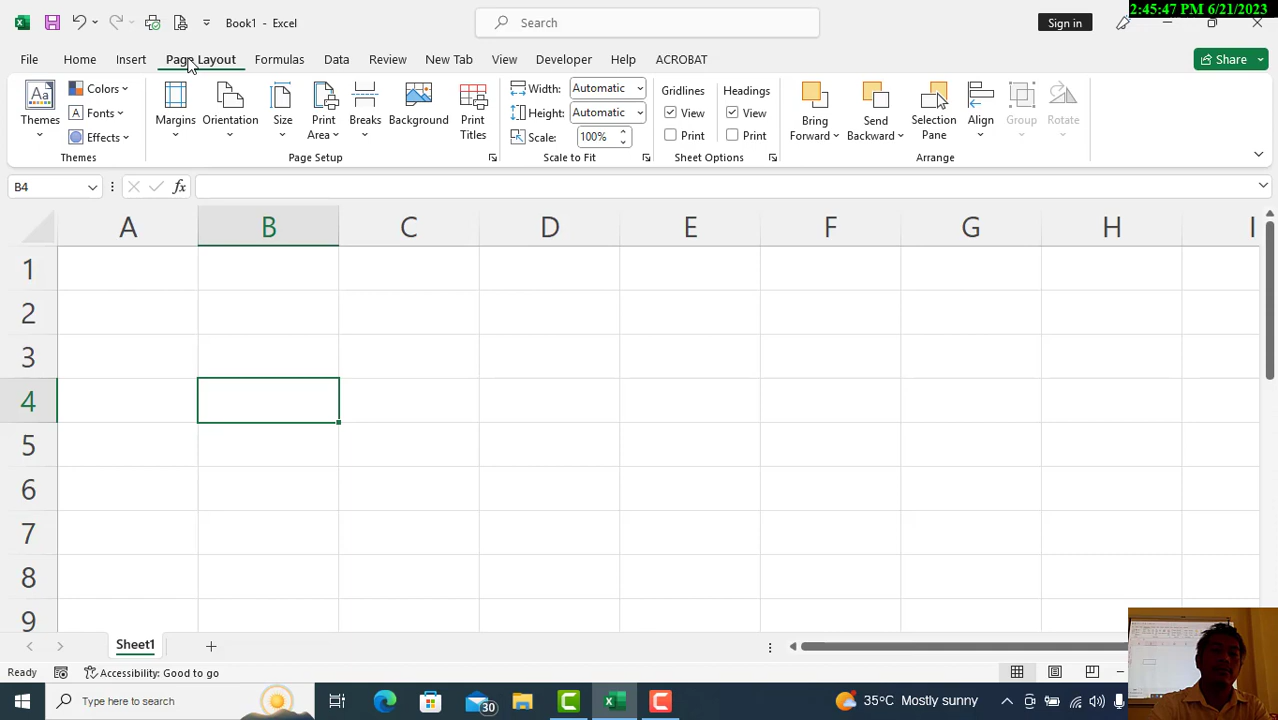 Book1 - Excel
Search
Sign in
2:45:47 PM 6/21/2023
File Home Insert Page Layout Formulas Data Review New Tab View Developer Help ACROBAT Share
Themes
Colors
Fonts
Effects
Themes
Margins
Orientation
Size
Print Area
Breaks
Background
Print Titles
Page Setup
Width: Automatic
Height: Automatic
Scale: 100%
Scale to Fit
Gridlines
View
Print
Headings
View
Print
Sheet Options
Bring Forward
Send Backward
Selection Pane
Align
Group
Rotate
Arrange
B4
fx
A B C D E F G H I
1
2
3
4
5
6
7
8
9
Sheet1
Ready
Accessibility: Good to go
Type here to search
30
35°C Mostly sunny